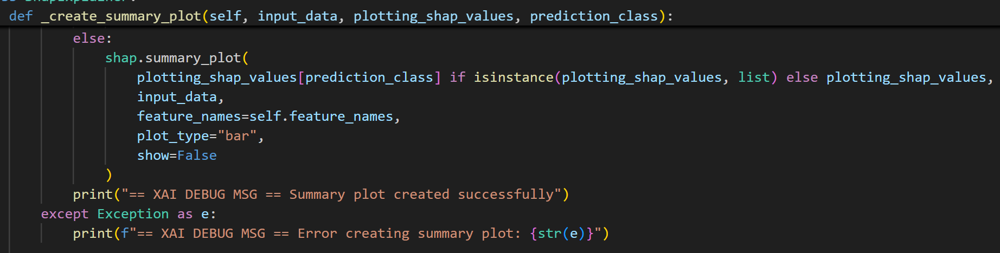 def _create_summary_plot(self, input_data, plotting_shap_values, prediction_class):
else:
shap.summary_plot(
plotting_shap_values[prediction_class] if isinstance(plotting_shap_values, list) else plotting_shap_values,
input_data,
feature_names=self.feature_names,
plot_type="bar",
show=False
)
print("== XAI DEBUG MSG == Summary plot created successfully")
except Exception as e:
print(f"== XAI DEBUG MSG == Error creating summary plot: {str(e)}")